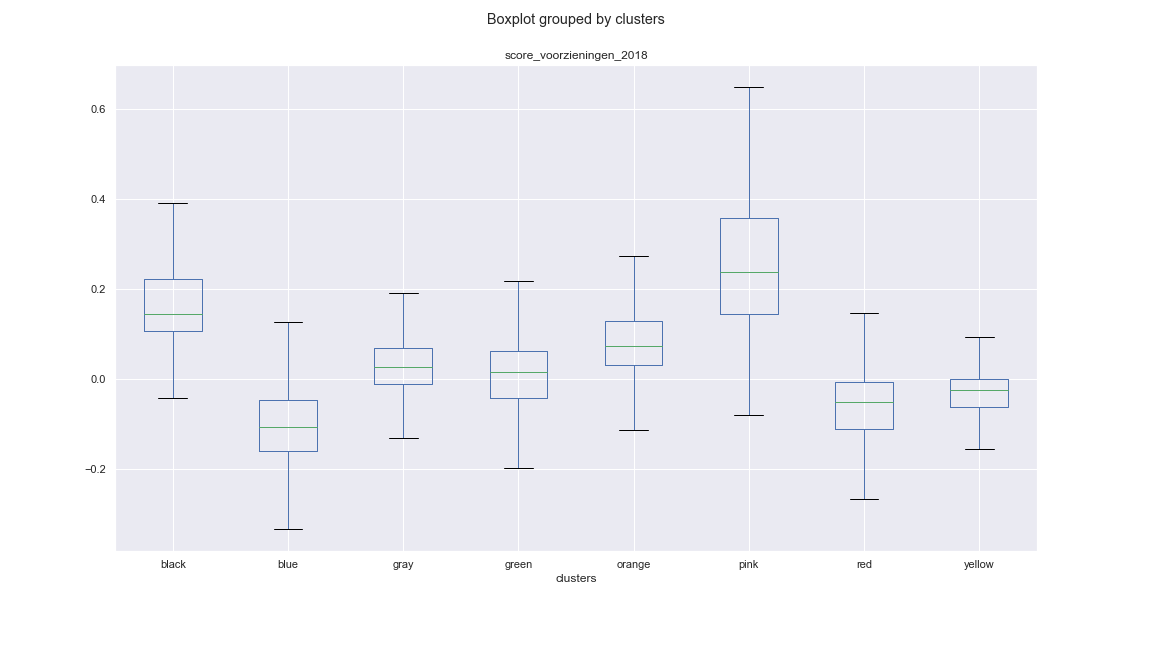 Boxplot grouped by clusters
score_voorzieningen_2018
0.6
0.4
0.2
0.0
−0.2
black blue gray green orange pink red yellow
clusters